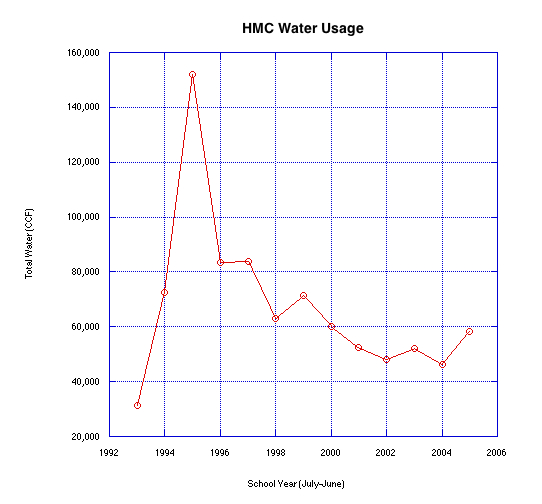 HMC Water Usage
160,000
140,000
120,000
100,000
80,000
60,000
40,000
20,000
Total Water (CCF)
1992 1994 1996 1998 2000 2002 2004 2006
School Year (July-June)